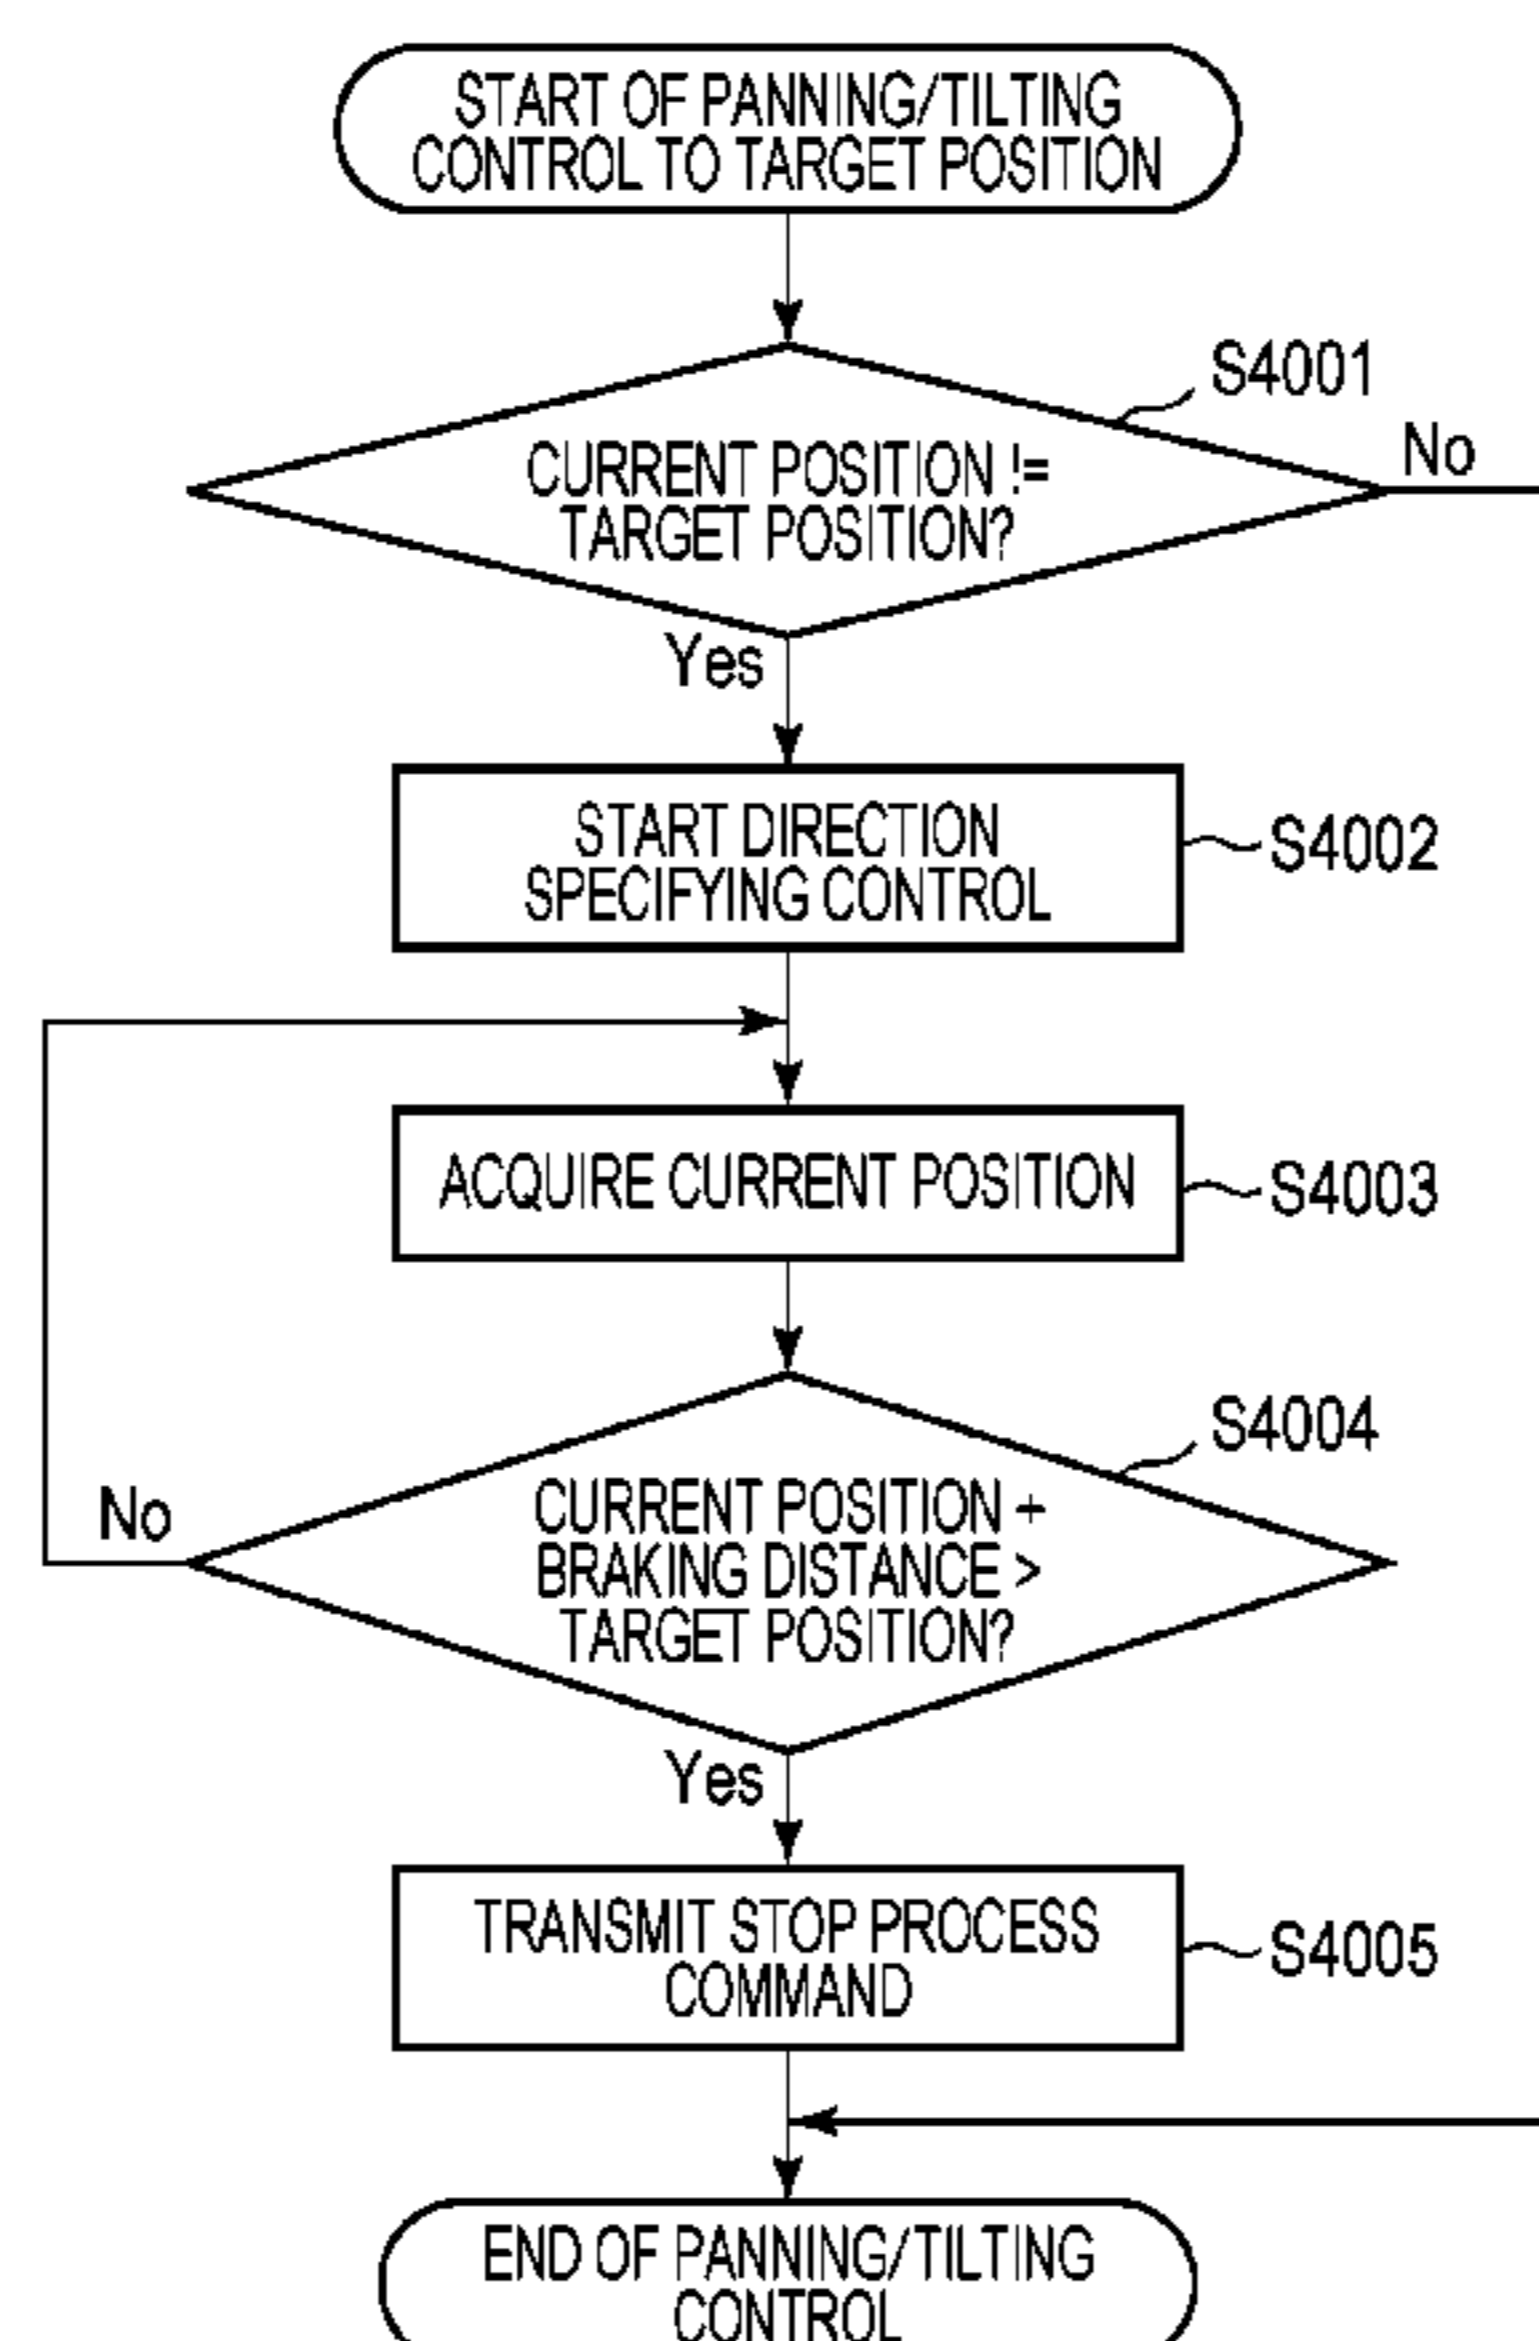 START OF PANNING/TILTING
CONTROL TO TARGET POSITION
S4001
No
CURRENT POSITION !=
TARGET POSITION?
Yes
START DIRECTION
SPECIFYING CONTROL
S4002
ACQUIRE CURRENT POSITION
S4003
S4004
No
CURRENT POSITION +
BRAKING DISTANCE >
TARGET POSITION?
Yes
TRANSMIT STOP PROCESS
COMMAND
S4005
END OF PANNING/TILTING
CONTROL